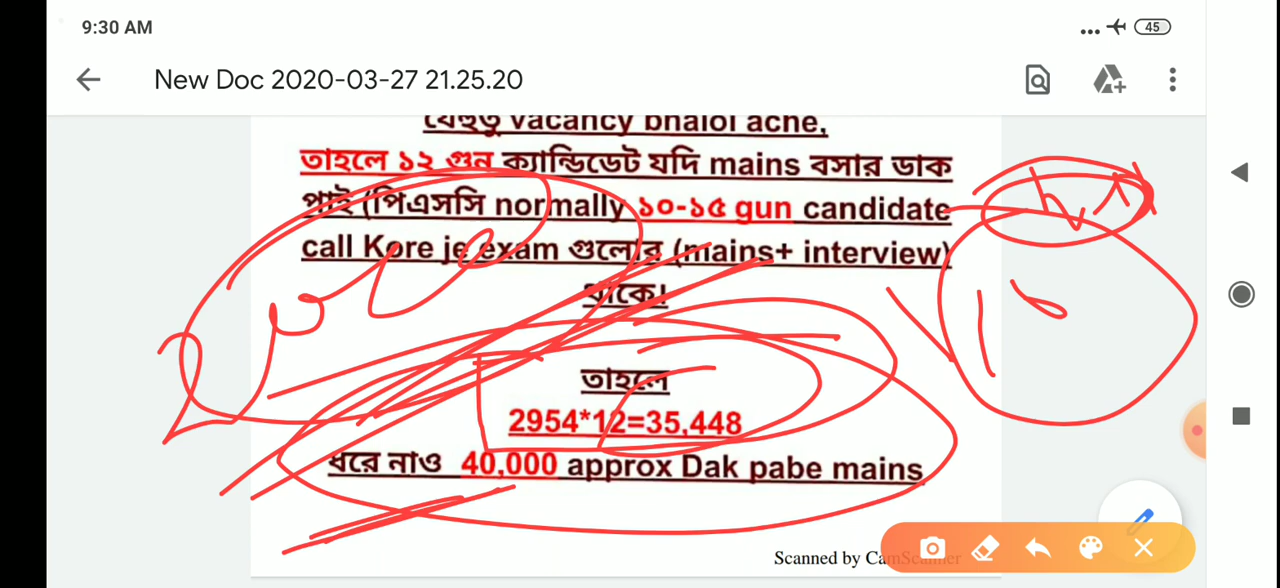 9:30 AM
45
New Doc 2020-03-27 21.25.20
যেহেতু vacancy bhaloi ache,
তাহলে ১২ গুন ক্যান্ডিডেট যদি mains বসার ডাক
পাই (পিএসসি normally ১০-১৫ gun candidate
call Kore je exam গুলোর (mains+ interview)
থাকে।
তাহলে
2954*12=35,448
ধরে নাও 40,000 approx Dak pabe mains
Scanned by CamScanner